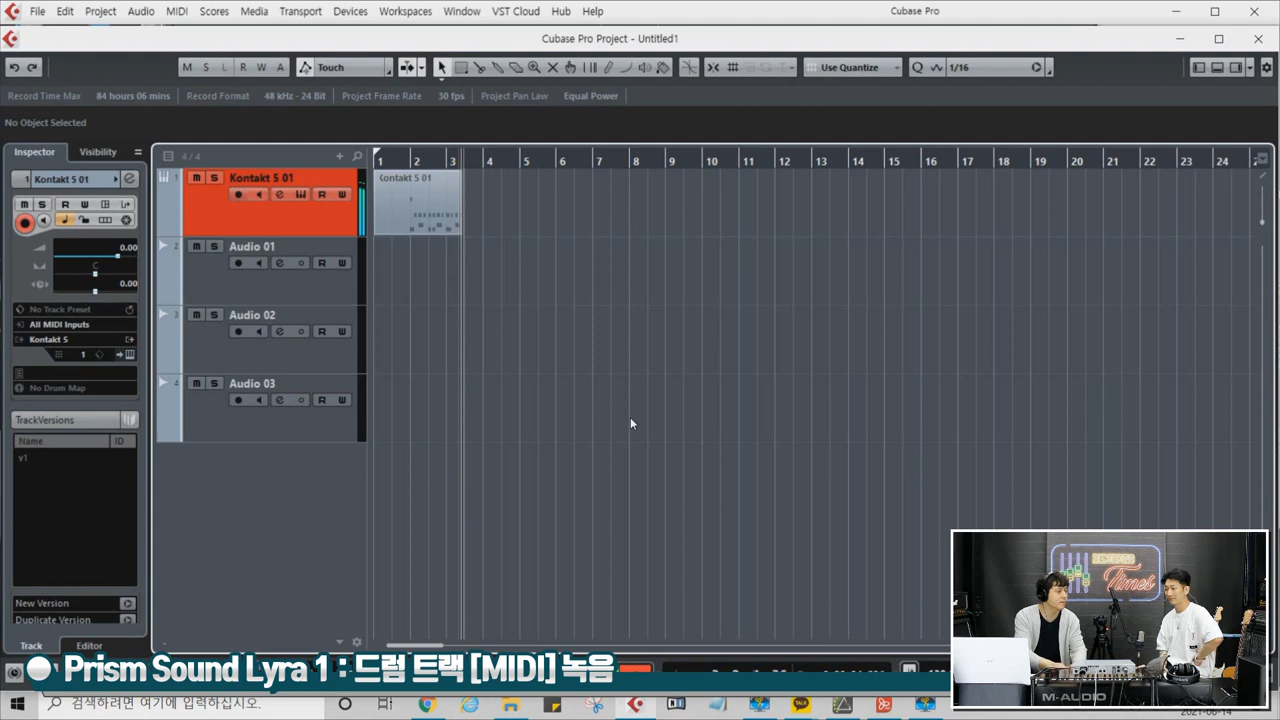 File Edit Project Audio MIDI Scores Media Transport Devices Workspaces Window VST Cloud Hub Help Cubase Pro
Cubase Pro Project - Untitled1
M S L R W A Touch Use Quantize Q 1/16
Record Time Max 84 hours 06 mins Record Format 48 kHz - 24 Bit Project Frame Rate 30 fps Project Pan Law Equal Power
No Object Selected
Inspector Visibility 4/4 1 2 3 4 5 6 7 8 9 10 11 12 13 14 15 16 17 18 19 20 21 22 23 24
1 Kontakt 5 01 e 1 m S Kontakt 5 01 Kontakt 5 01
m S R W e R W
0.00
C
0.00
2 m S Audio 01
e R W
No Track Preset
All MIDI Inputs
Kontakt 5
1
No Drum Map
3 m S Audio 02
e R W
4 m S Audio 03
e R W
TrackVersions
Name ID
v1
New Version
Duplicate Version
Track Editor
RECORDING
Times
Prism Sound Lyra 1 : 드럼 트랙 [MIDI] 녹음
M-AUDIO
검색하려면 여기에 입력하십시오.
TALK
2021-06-14